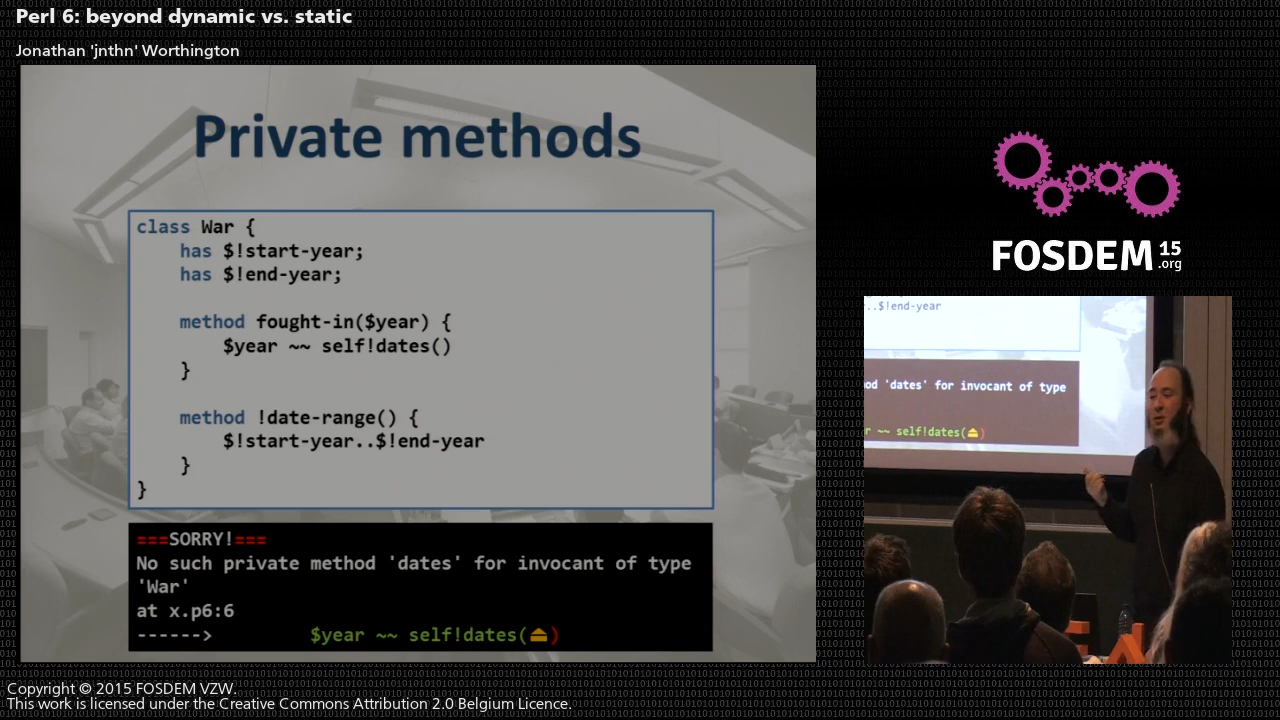 Perl 6: beyond dynamic vs. static
Jonathan 'jnthn' Worthington
Private methods
class War {
has $!start-year;
has $!end-year;
method fought-in($year) {
$year ~~ self!dates()
}
method !date-range() {
$!start-year..$!end-year
}
}
===SORRY!===
No such private method 'dates' for invocant of type
'War'
at x.p6:6
------> $year ~~ self!dates(⏏)
FOSDEM 15
.org
..$!end-year
od 'dates' for invocant of type
r ~~ self!dates(⏏)
Copyright © 2015 FOSDEM VZW.
This work is licensed under the Creative Commons Attribution 2.0 Belgium Licence.